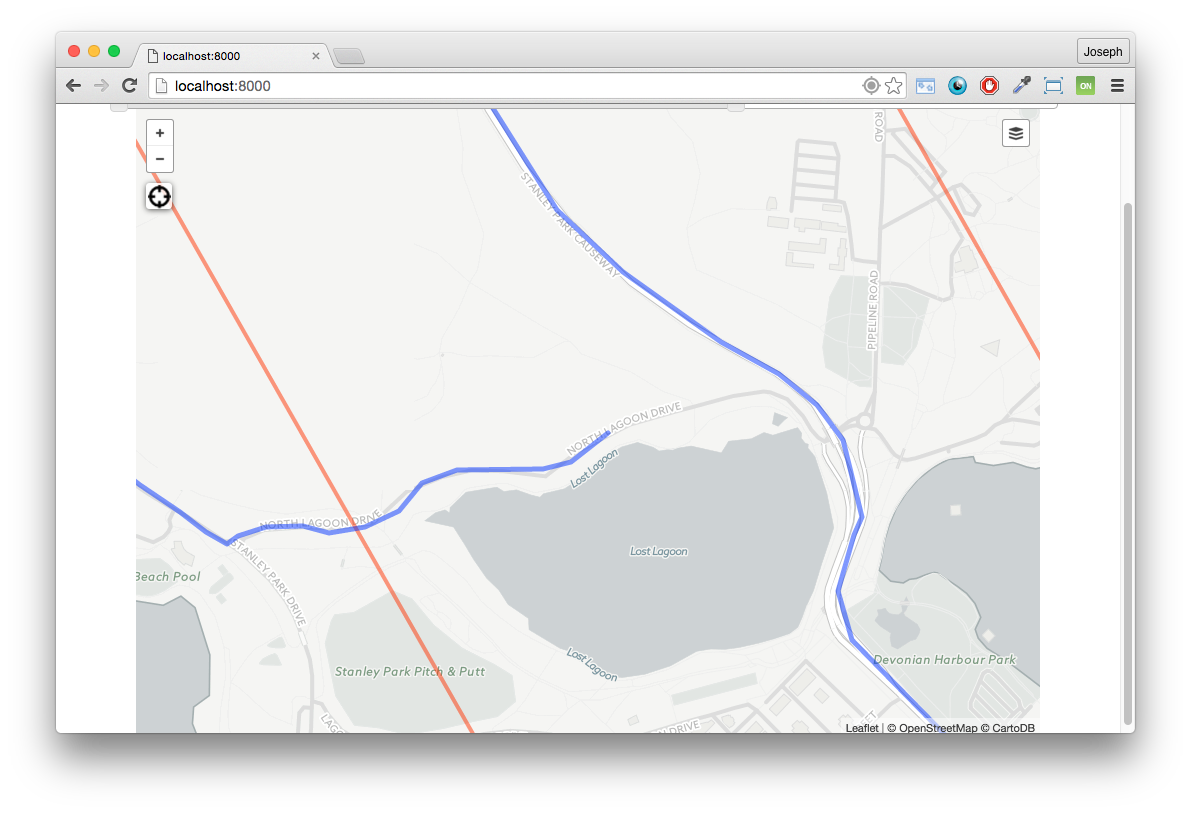 localhost:8000
Joseph
localhost:8000
ON
+
−
ROAD
STANLEY PARK CAUSEWAY
PIPELINE ROAD
NORTH LAGOON DRIVE
Lost Lagoon
NORTH LAGOON DRIVE
STANLEY PARK DRIVE
Lost Lagoon
Beach Pool
Lost Lagoon
Devonian Harbour Park
Stanley Park Pitch & Putt
LAGO
DRIVE
ET
Leaflet | © OpenStreetMap © CartoDB